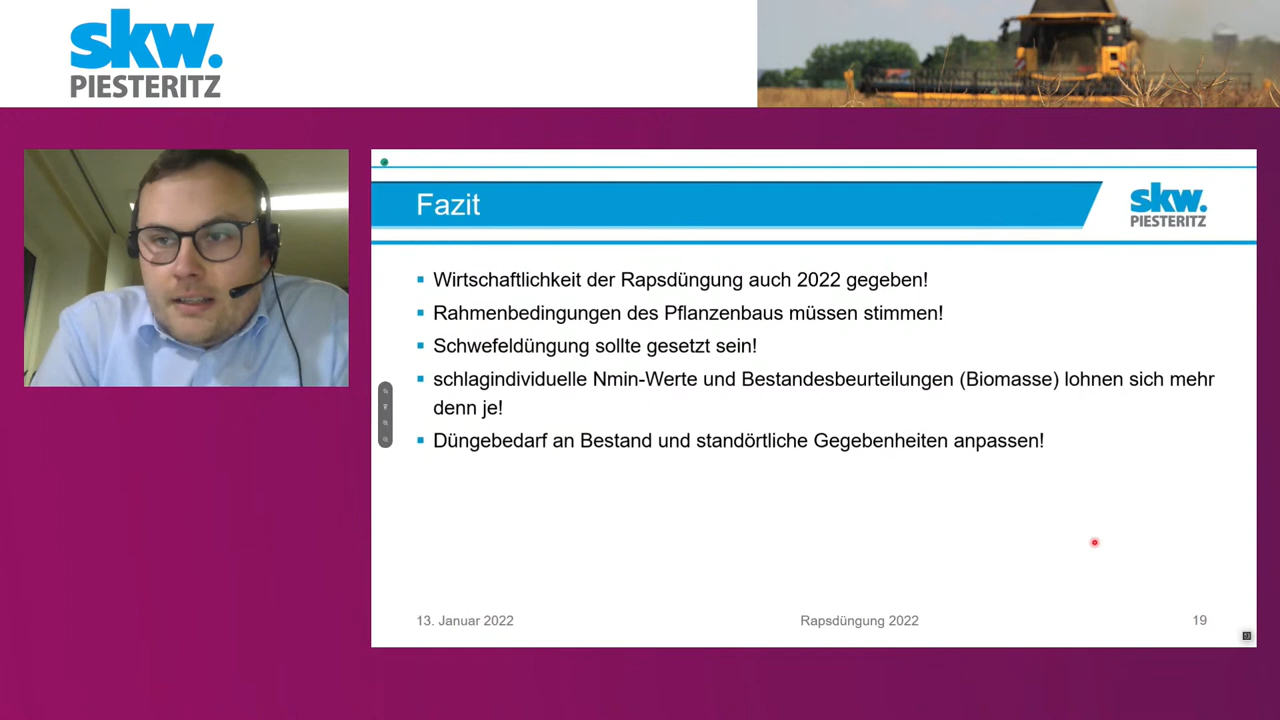 skw.
PIESTERITZ
Fazit
skw.
PIESTERITZ
Wirtschaftlichkeit der Rapsdüngung auch 2022 gegeben!
Rahmenbedingungen des Pflanzenbaus müssen stimmen!
Schwefeldüngung sollte gesetzt sein!
schlagindividuelle Nmin-Werte und Bestandesbeurteilungen (Biomasse) lohnen sich mehr
denn je!
Düngebedarf an Bestand und standörtliche Gegebenheiten anpassen!
13. Januar 2022
Rapsdüngung 2022
19